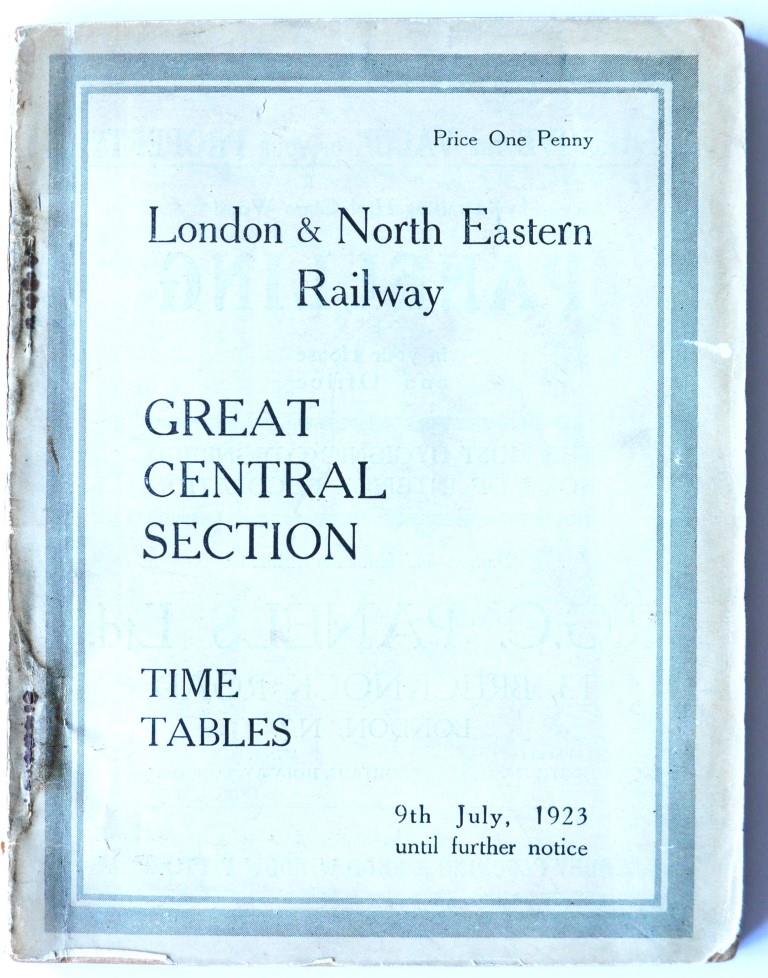 Price One Penny
London & North Eastern
Railway
GREAT
CENTRAL
SECTION
TIME
TABLES
9th July, 1923
until further notice